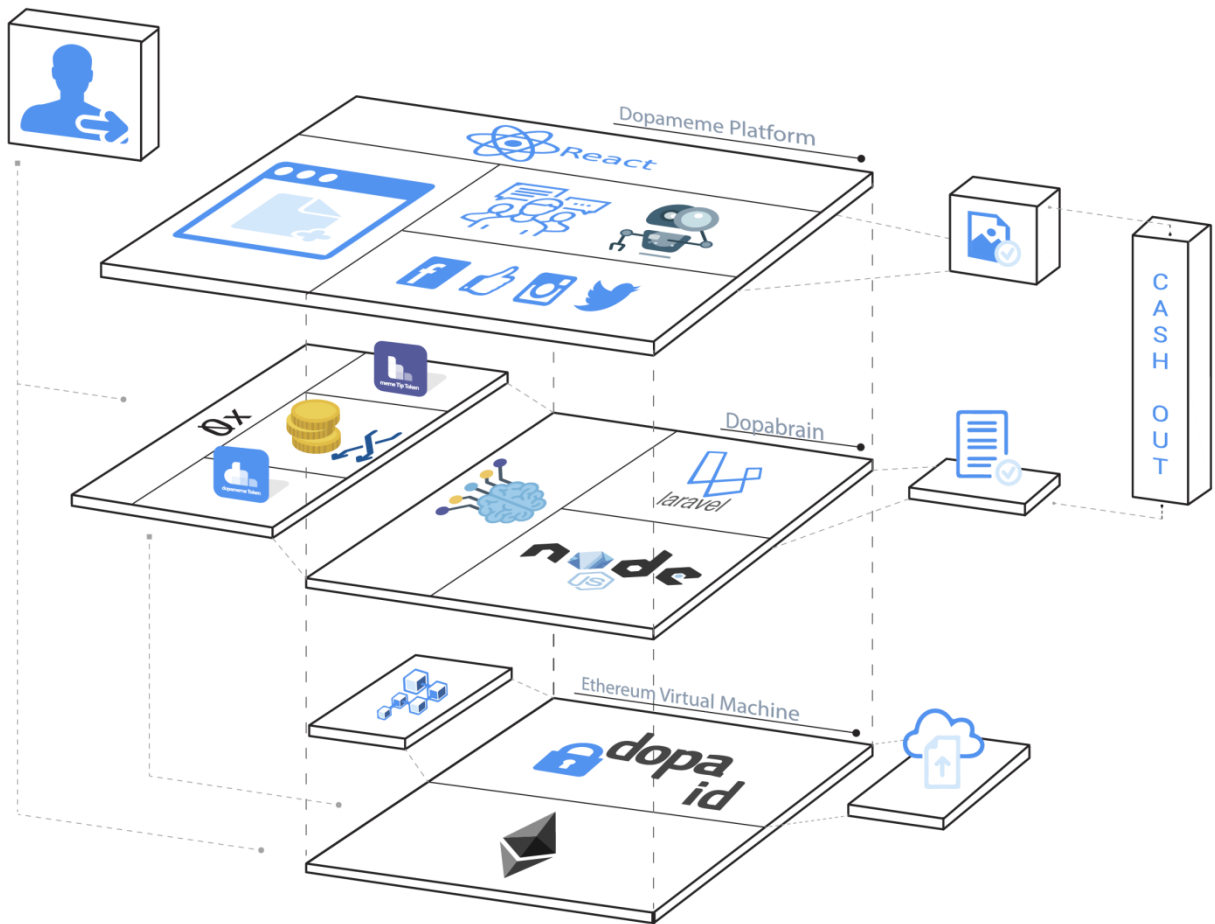 Dopameme Platform
React
meme Tip Token
0x
dopameme Token
Dopabrain
laravel
node
JS
CASH OUT
Ethereum Virtual Machine
dopa
id